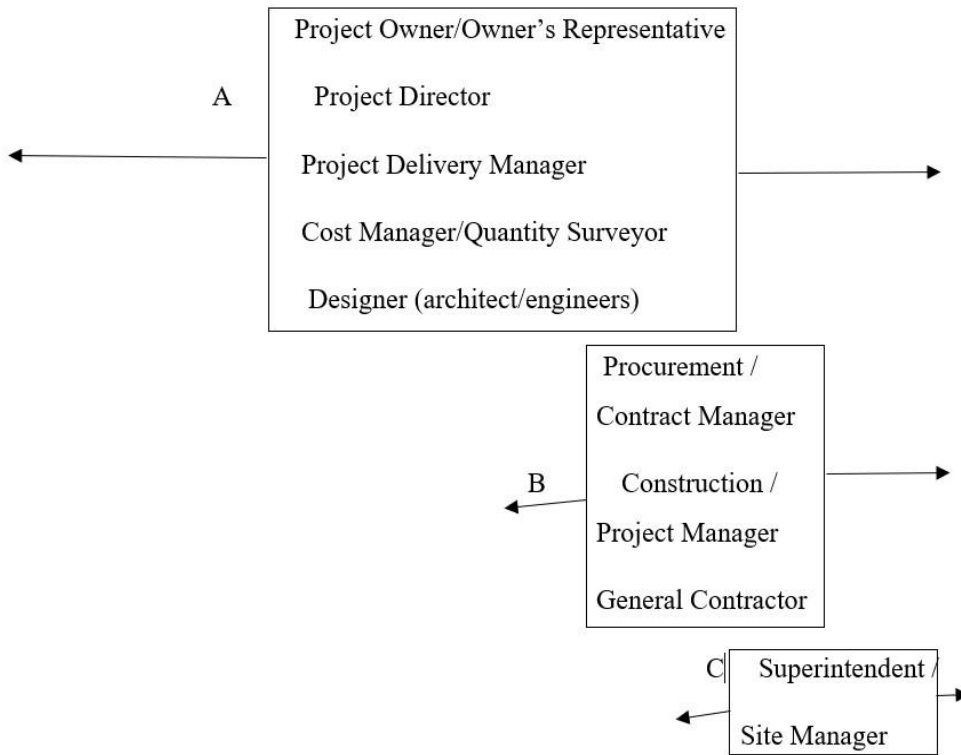 Project Owner/Owner’s Representative
A
Project Director
Project Delivery Manager
Cost Manager/Quantity Surveyor
Designer (architect/engineers)
Procurement /
Contract Manager
B
Construction /
Project Manager
General Contractor
C
Superintendent /
Site Manager